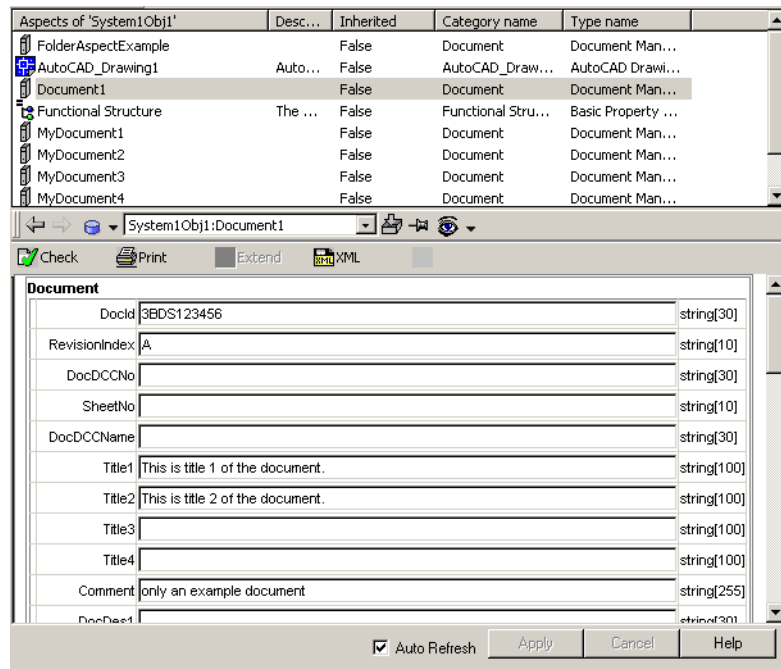 Aspects of 'System1Obj1' Desc... Inherited Category name Type name
FolderAspectExample False Document Document Man...
AutoCAD_Drawing1 Auto... False AutoCAD_Draw... AutoCAD Drawi...
Document1 False Document Document Man...
Functional Structure The ... False Functional Stru... Basic Property ...
MyDocument1 False Document Document Man...
MyDocument2 False Document Document Man...
MyDocument3 False Document Document Man...
MyDocument4 False Document Document Man...
System1Obj1:Document1
Check Print Extend XML XML
Document
DocId 3BDS123456 string[30]
RevisionIndex A string[10]
DocDCCNo string[30]
SheetNo string[10]
DocDCCName string[30]
Title1 This is title 1 of the document. string[100]
Title2 This is title 2 of the document. string[100]
Title3 string[100]
Title4 string[100]
Comment only an example document string[255]
DocDes1 string[30]
Auto Refresh Apply Cancel Help